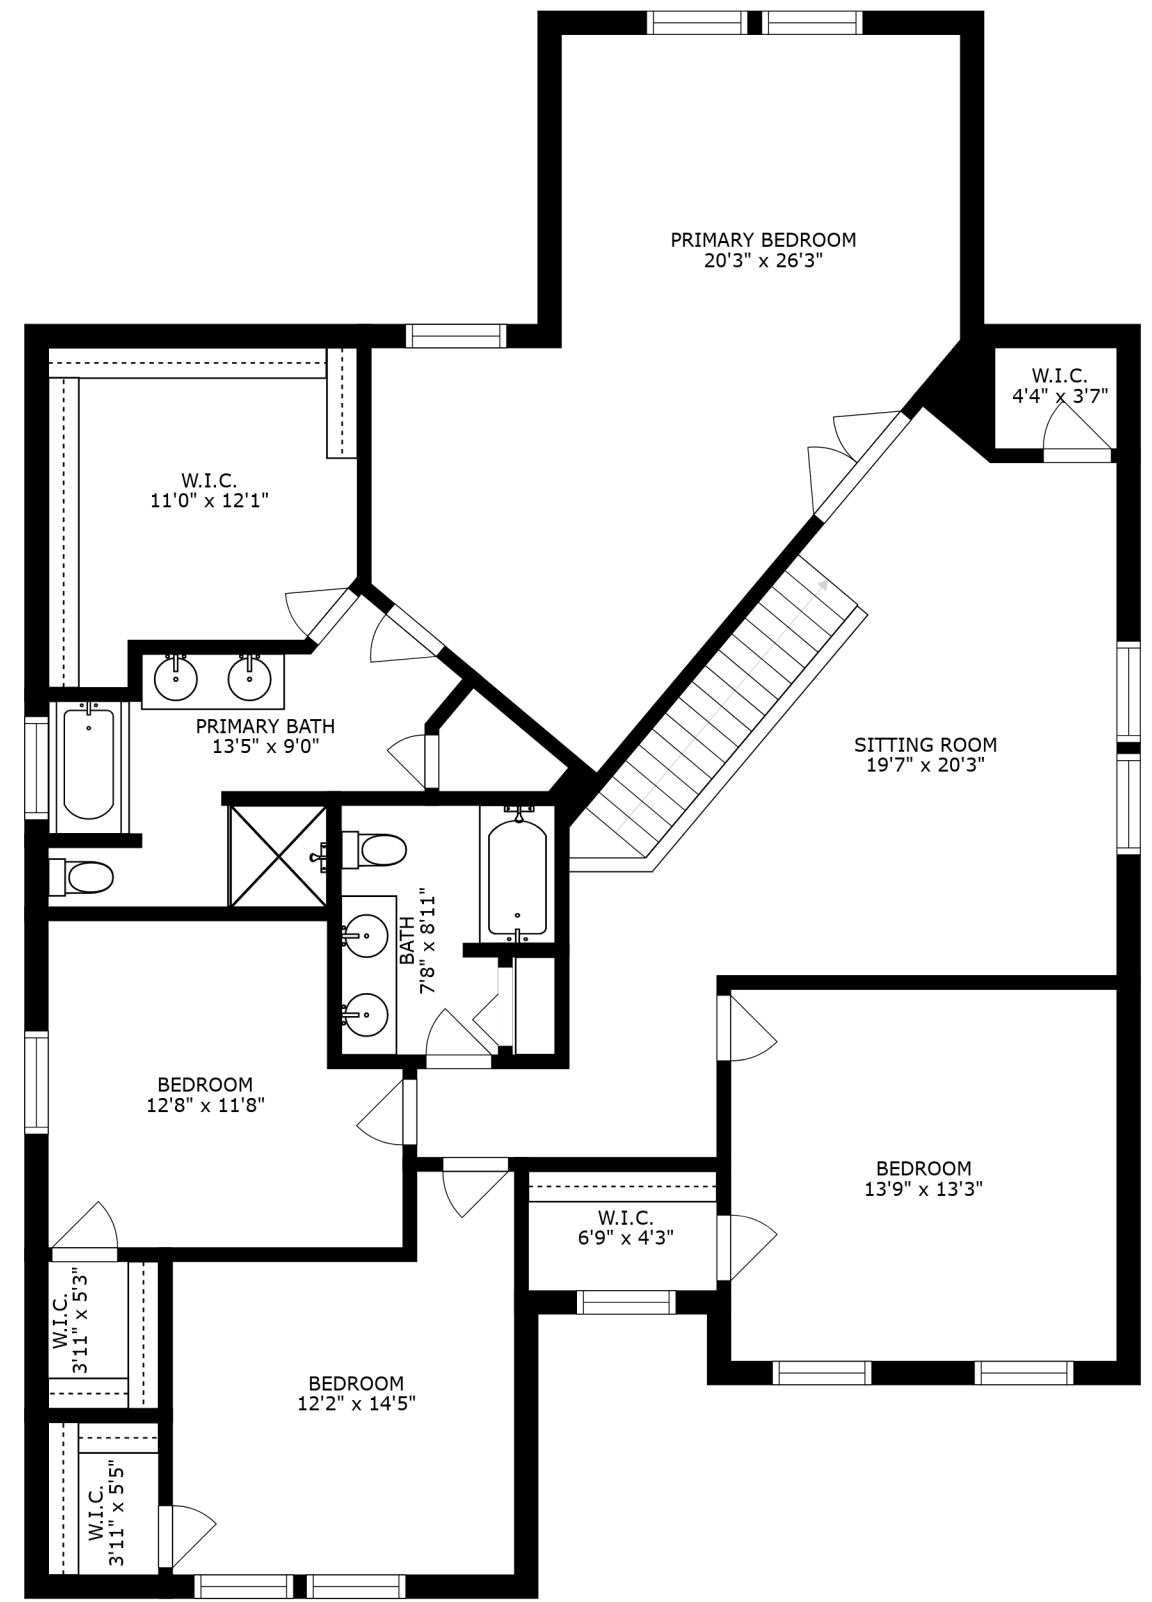 PRIMARY BEDROOM
20'3" x 26'3"
W.I.C.
4'4" x 3'7"
W.I.C.
11'0" x 12'1"
PRIMARY BATH
13'5" x 9'0"
SITTING ROOM
19'7" x 20'3"
BATH
7'8" x 8'11"
BEDROOM
12'8" x 11'8"
BEDROOM
13'9" x 13'3"
W.I.C.
6'9" x 4'3"
W.I.C.
3'11" x 5'3"
BEDROOM
12'2" x 14'5"
W.I.C.
3'11" x 5'5"